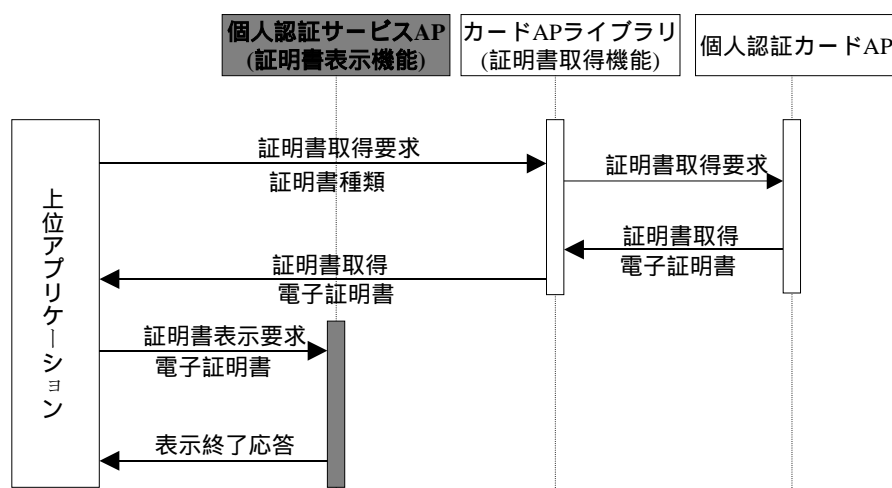 個人認証サービスAP
(証明書表示機能)
カードAPライブラリ
(証明書取得機能)
個人認証カードAP
上位アプリケーション
証明書取得要求
証明書種類
証明書取得要求
証明書取得
電子証明書
証明書取得
電子証明書
証明書表示要求
電子証明書
表示終了応答